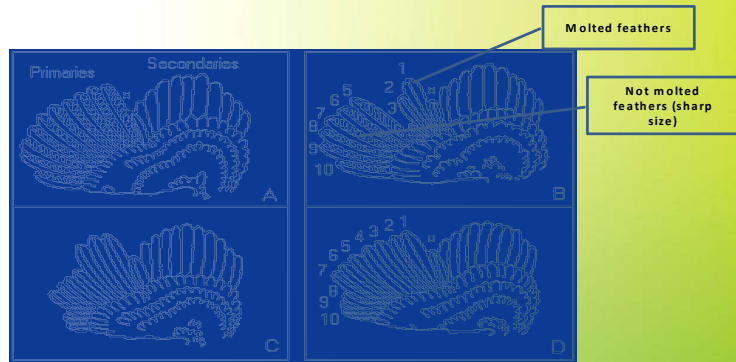 Molted feathers
Not molted
feathers (sharp
size)
Primaries
Secondaries
A
1
2
3
5
6
7
8
9
10
B
C
1
2
3
4
5
6
7
8
9
10
D